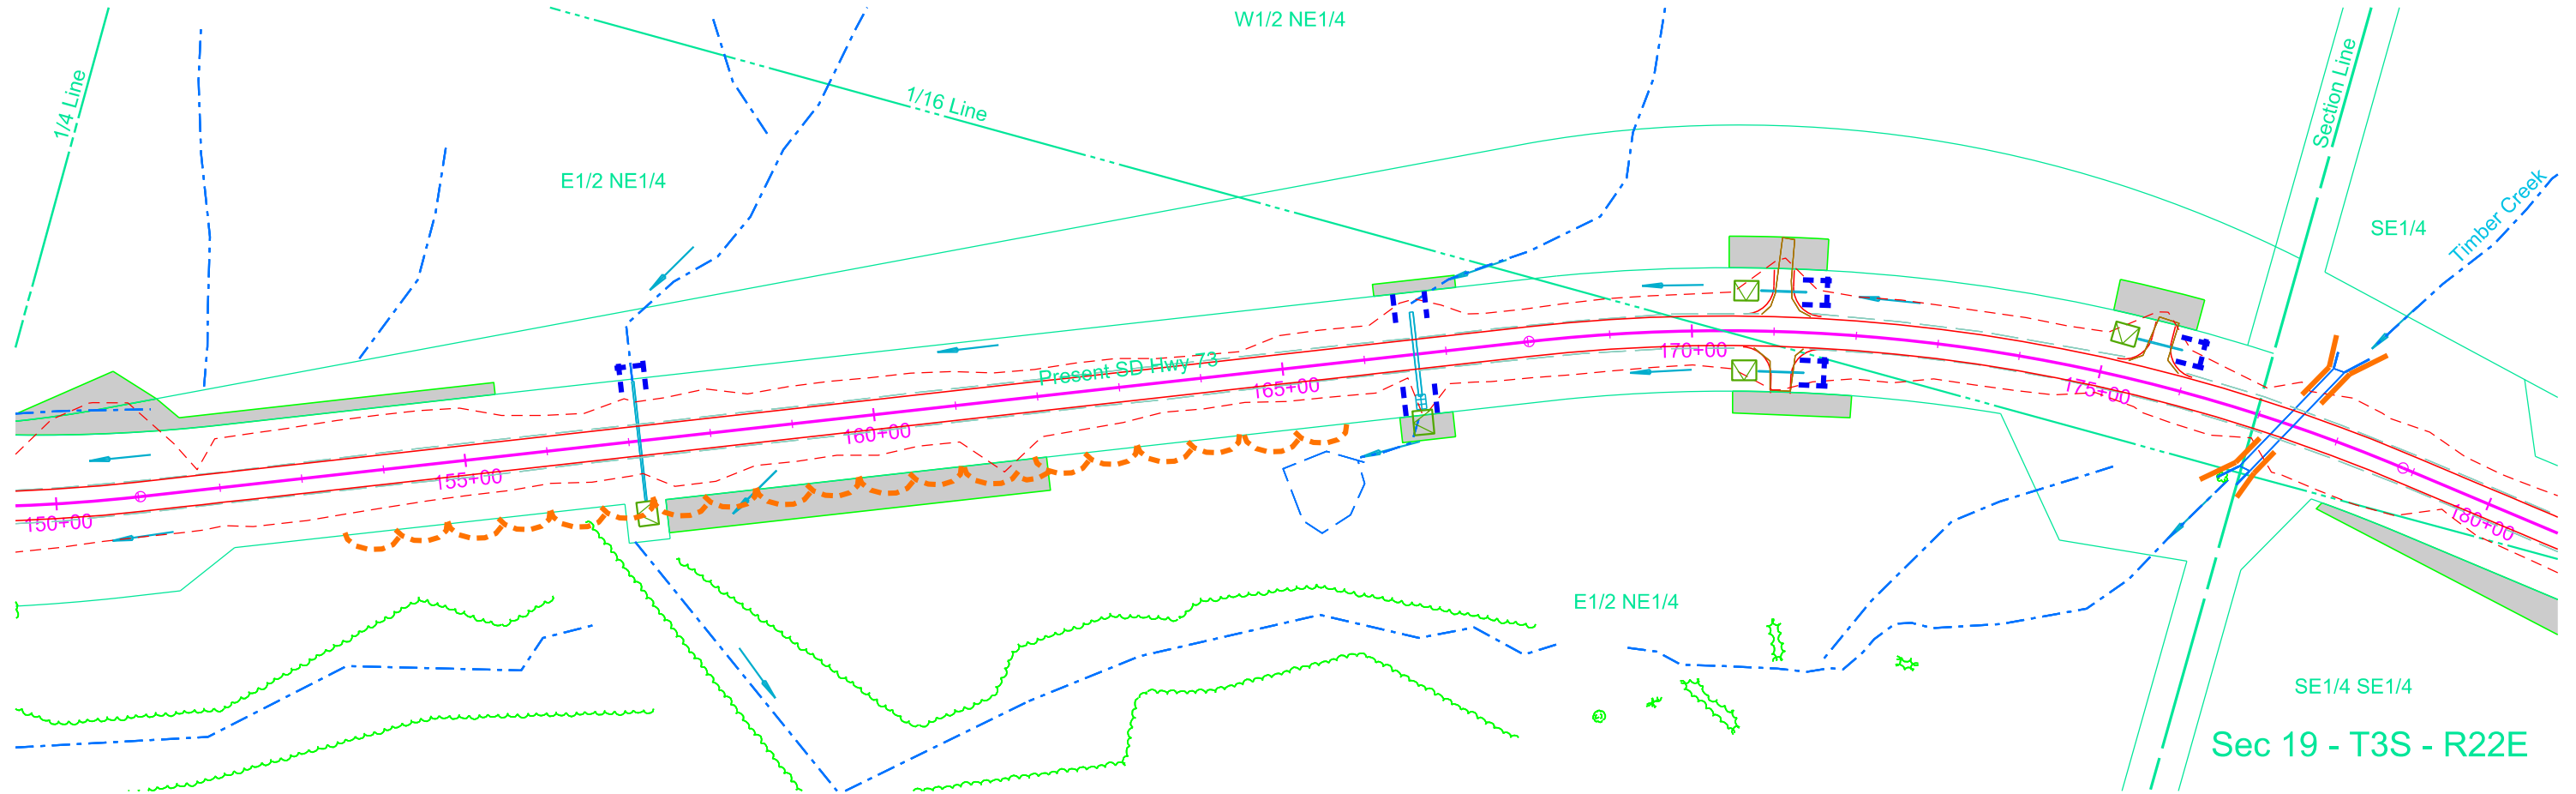 W1/2 NE1/4
1/4 Line
1/16 Line
Section Line
E1/2 NE1/4
SE1/4
Timber Creek
Present SD Hwy 73
150+00
155+00
160+00
165+00
170+00
175+00
180+00
E1/2 NE1/4
SE1/4 SE1/4
Sec 19 - T3S - R22E